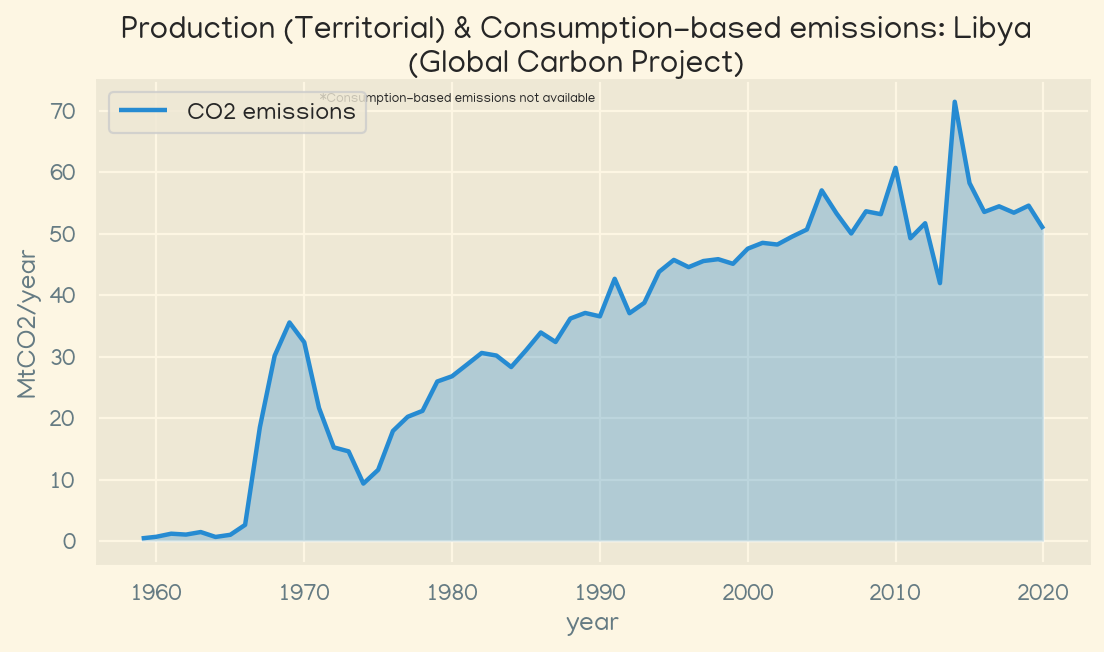 Production (Territorial) & Consumption-based emissions: Libya
(Global Carbon Project)
*Consumption-based emissions not available
CO2 emissions
70
60
50
40
30
20
10
0
MtCO2/year
1960 1970 1980 1990 2000 2010 2020
year